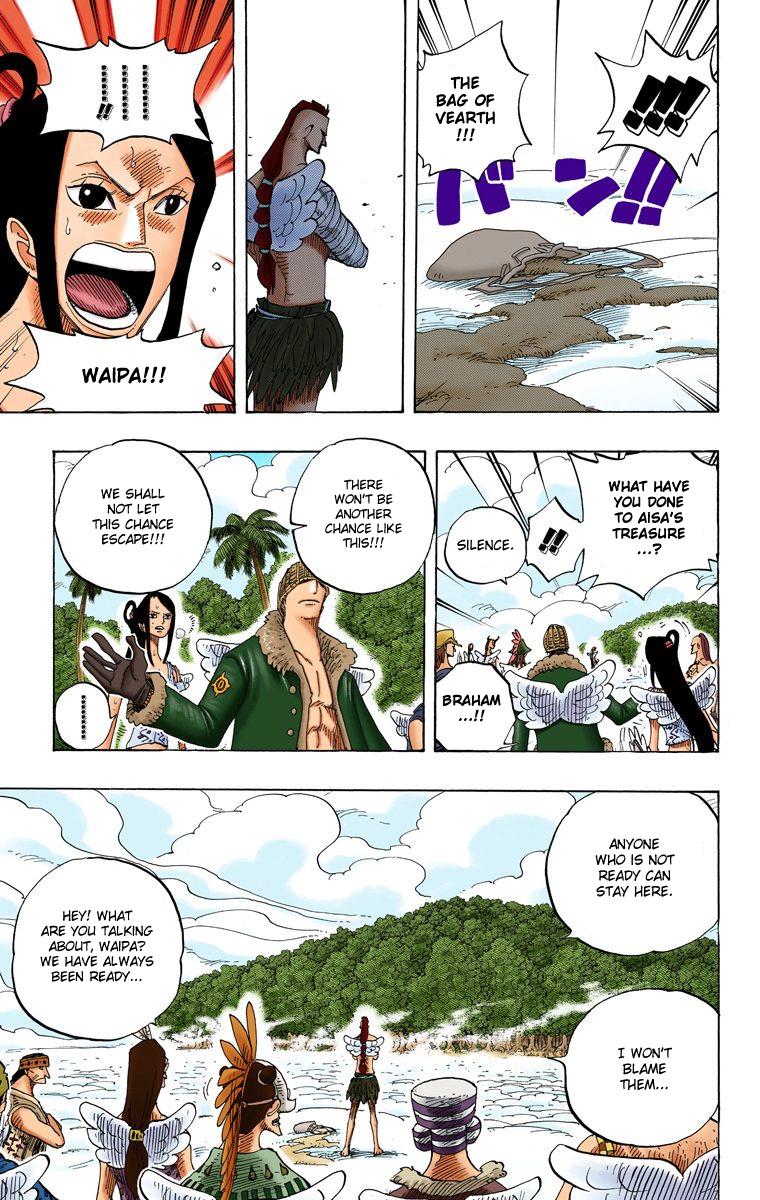 !!!!
THE
BAG OF
VEARTH
!!!
バン!!
........!!
WAIPA!!!
WHAT HAVE
YOU DONE
TO AISA'S
TREASURE
...?
!!
SILENCE.
BRAHAM
...!!
THERE
WON'T BE
ANOTHER
CHANCE LIKE
THIS!!!
WE SHALL
NOT LET
THIS CHANCE
ESCAPE!!!
........
ANYONE
WHO IS NOT
READY CAN
STAY HERE.
I WON'T
BLAME
THEM...
HEY! WHAT
ARE YOU TALKING
ABOUT, WAIPA?
WE HAVE ALWAYS
BEEN READY...